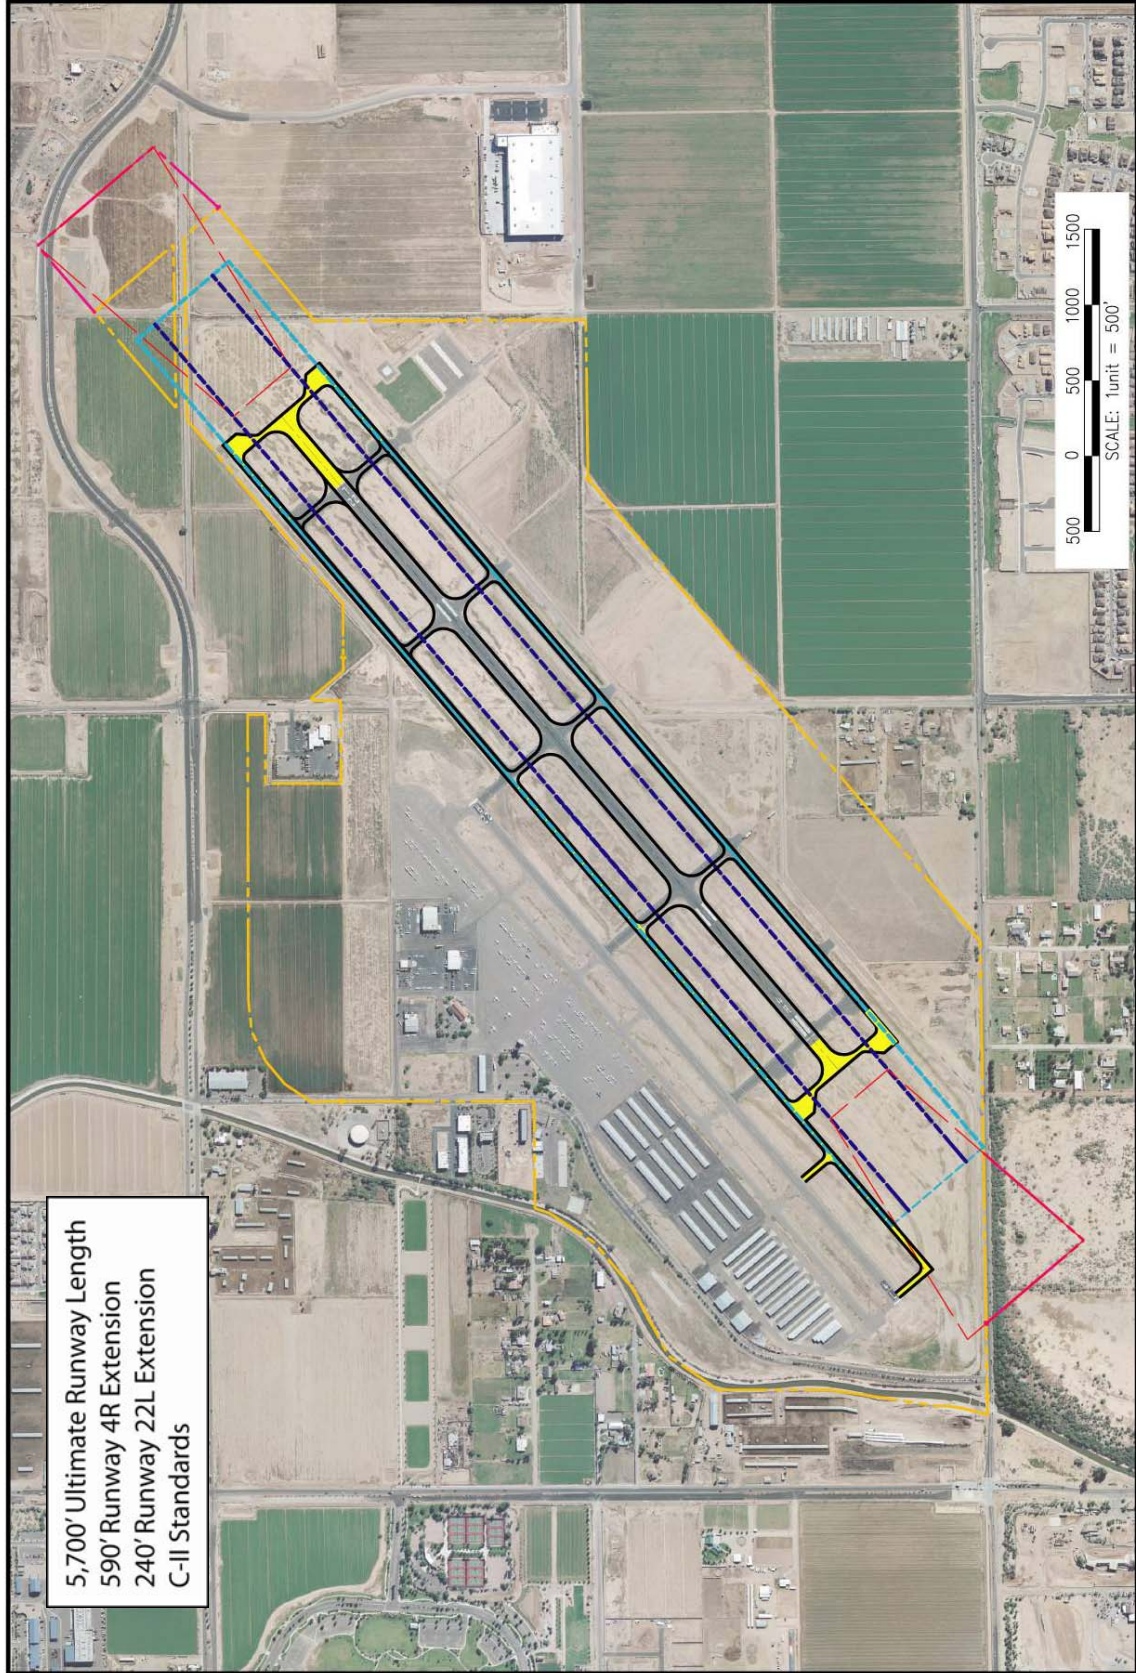 5,700' Ultimate Runway Length
590' Runway 4R Extension
240' Runway 22L Extension
C-II Standards
500 0 500 1000 1500
SCALE: 1unit = 500'